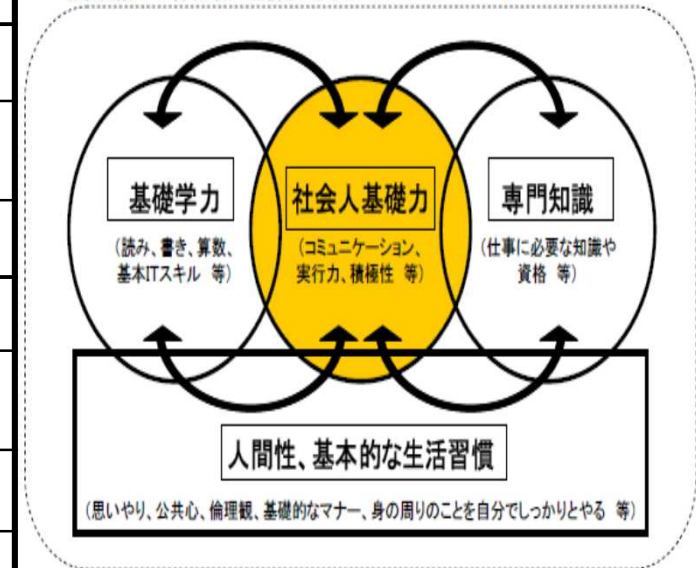 基礎学力
(読み、書き、算数、
基本ITスキル 等)
社会人基礎力
(コミュニケーション、
実行力、積極性 等)
専門知識
(仕事に必要な知識や
資格 等)
人間性、基本的な生活習慣
(思いやり、公共心、倫理観、基礎的なマナー、身の周りのことを自分でしっかりとやる 等)